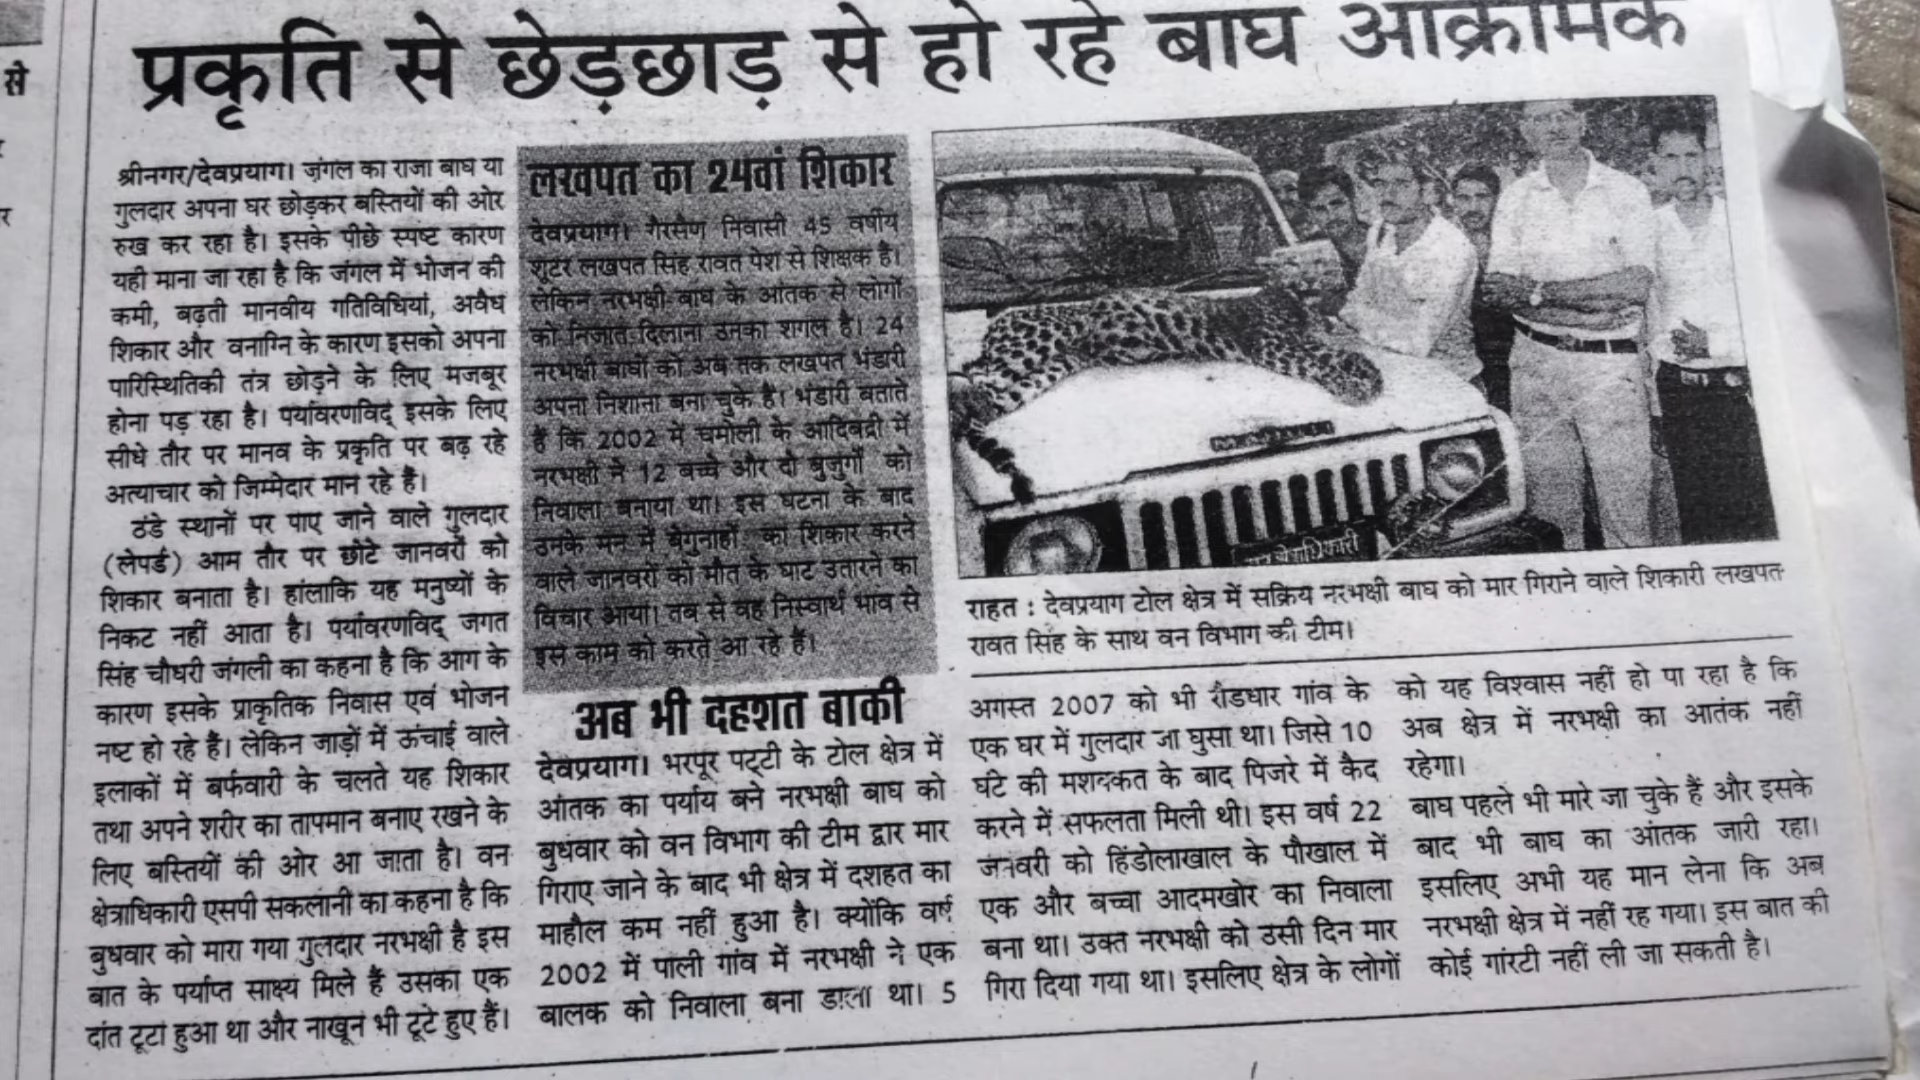 प्रकृति से छेड़छाड़ से हो रहे बाघ आक्रामक
श्रीनगर/देवप्रयाग। जंगल का राजा बाघ या
गुलदार अपना घर छोड़कर बस्तियों की ओर
रुख कर रहा है। इसके पीछे स्पष्ट कारण
यही माना जा रहा है कि जंगल में भोजन की
कमी, बढ़ती मानवीय गतिविधियां, अवैध
शिकार और वनाग्नि के कारण इसको अपना
पारिस्थितिकी तंत्र छोड़ने के लिए मजबूर
होना पड़ रहा है। पर्यावरणविद् इसके लिए
सीधे तौर पर मानव के प्रकृति पर बढ़ रहे
अत्याचार को जिम्मेदार मान रहे हैं।
ठंडे स्थानों पर पाए जाने वाले गुलदार
(लेपर्ड) आम तौर पर छोटे जानवरों को
शिकार बनाता है। हांलाकि यह मनुष्यों के
निकट नहीं आता है। पर्यावरणविद् जगत
सिंह चौधरी जंगली का कहना है कि आग के
कारण इसके प्राकृतिक निवास एवं भोजन
नष्ट हो रहे हैं। लेकिन जाड़ों में ऊंचाई वाले
इलाकों में बर्फवारी के चलते यह शिकार
तथा अपने शरीर का तापमान बनाए रखने के
लिए बस्तियों की ओर आ जाता है। वन
क्षेत्राधिकारी एसपी सकलानी का कहना है कि
बुधवार को मारा गया गुलदार नरभक्षी है इस
बात के पर्याप्त साक्ष्य मिले हैं उसका एक
दांत टूटा हुआ था और नाखून भी टूटे हुए हैं।
लखपत का 24वां शिकार
देवप्रयाग। गैरसैण निवासी 45 वर्षीय
शूटर लखपत सिंह रावत पेश से शिक्षक हैं।
लेकिन नरभक्षी बाघ के आंतक से लोगों
को निजात दिलाना उनका शगल है। 24
नरभक्षी बाघों को अब तक लखपत भंडारी
अपना निशाना बना चुके हैं। भंडारी बताते
हैं कि 2002 में चमोली के आदिबद्री में
नरभक्षी ने 12 बच्चे और दो बुजुर्गों को
निवाला बनाया था। इस घटना के बाद
उनके मन में बेगुनाहों का शिकार करने
वाले जानवरों को मौत के घाट उतारने का
विचार आया। तब से वह निस्वार्थ भाव से
इस काम को करते आ रहे हैं।
राहत : देवप्रयाग टोल क्षेत्र में सक्रिय नरभक्षी बाघ को मार गिराने वाले शिकारी लखपत
रावत सिंह के साथ वन विभाग की टीम।
अब भी दहशत बाकी
देवप्रयाग। भरपूर पट्टी के टोल क्षेत्र में
आंतक का पर्याय बने नरभक्षी बाघ को
बुधवार को वन विभाग की टीम द्वार मार
गिराए जाने के बाद भी क्षेत्र में दशहत का
माहौल कम नहीं हुआ है। क्योंकि वर्ष
2002 में पाली गांव में नरभक्षी ने एक
बालक को निवाला बना डाला था। 5
अगस्त 2007 को भी रौडधार गांव के
एक घर में गुलदार जा घुसा था। जिसे 10
घंटे की मशक्कत के बाद पिजरे में कैद
करने में सफलता मिली थी। इस वर्ष 22
जनवरी को हिंडोलाखाल के पौखाल में
एक और बच्चा आदमखोर का निवाला
बना था। उक्त नरभक्षी को उसी दिन मार
गिरा दिया गया था। इसलिए क्षेत्र के लोगों
को यह विश्वास नहीं हो पा रहा है कि
अब क्षेत्र में नरभक्षी का आतंक नहीं
रहेगा।
बाघ पहले भी मारे जा चुके हैं और इसके
बाद भी बाघ का आंतक जारी रहा।
इसलिए अभी यह मान लेना कि अब
नरभक्षी क्षेत्र में नहीं रह गया। इस बात की
कोई गांरटी नहीं ली जा सकती है।